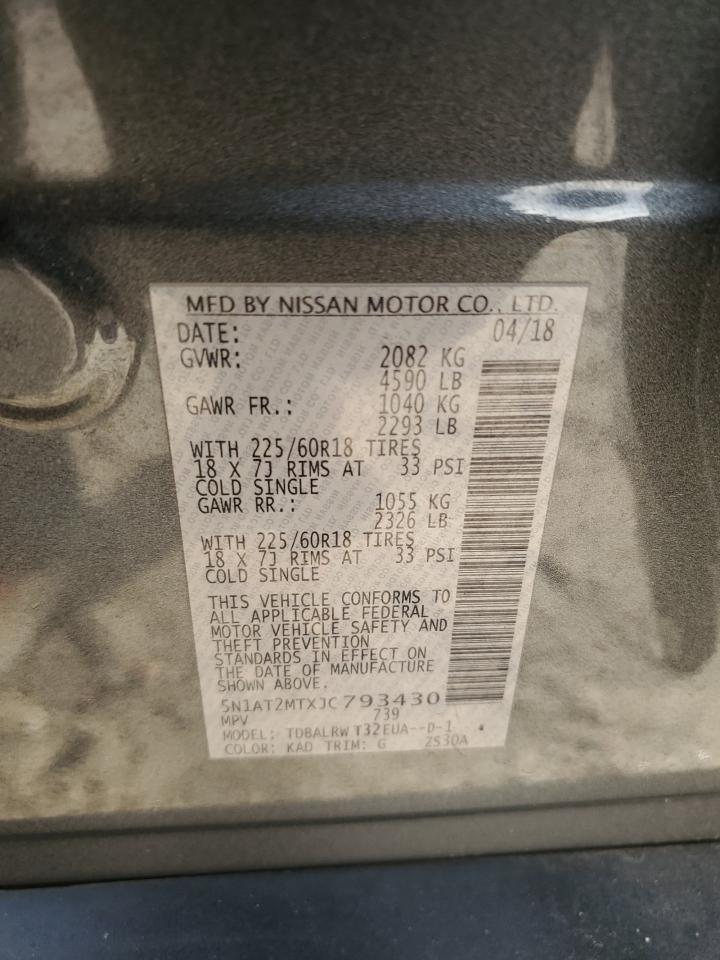 MFD BY NISSAN MOTOR CO., LTD.
DATE: 04/18
GVWR: 2082 KG
4590 LB
GAWR FR.: 1040 KG
2293 LB
WITH 225/60R18 TIRES
18 X 7J RIMS AT 33 PSI
COLD SINGLE
GAWR RR.: 1055 KG
2326 LB
WITH 225/60R18 TIRES
18 X 7J RIMS AT 33 PSI
COLD SINGLE
THIS VEHICLE CONFORMS TO
ALL APPLICABLE FEDERAL
MOTOR VEHICLE SAFETY AND
THEFT PREVENTION
STANDARDS IN EFFECT ON
THE DATE OF MANUFACTURE
SHOWN ABOVE.
5N1AT2MTXJC793430
MPV 739
MODEL: TDBALRW T32EUA--D-1
COLOR: KAD TRIM: G 2S30A